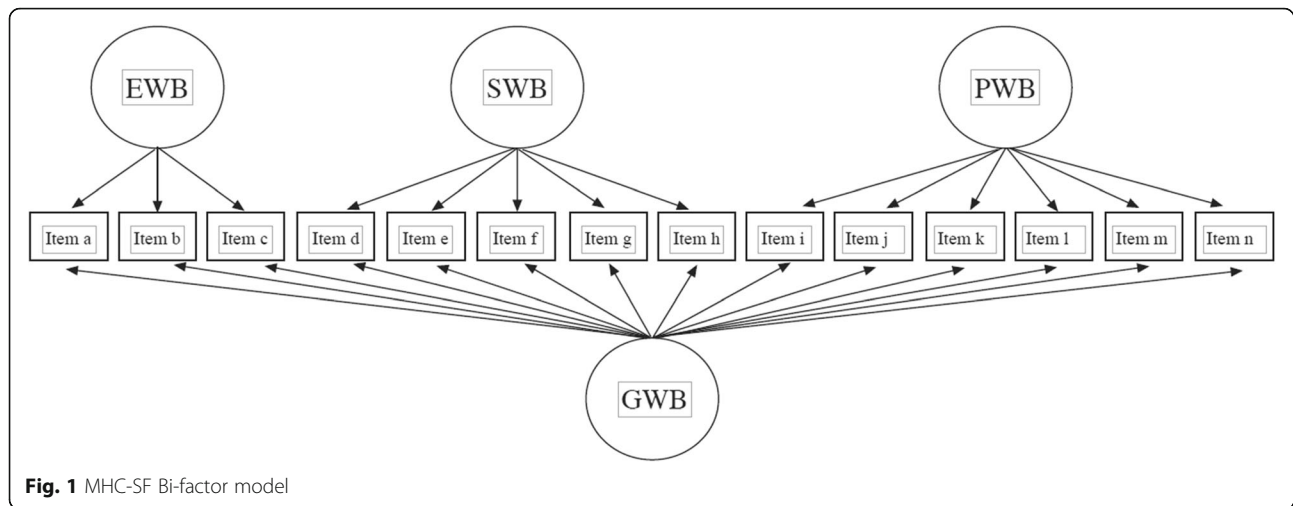 EWB SWB PWB
Item a Item b Item c Item d Item e Item f Item g Item h Item i Item j Item k Item l Item m Item n
GWB
Fig. 1 MHC-SF Bi-factor model